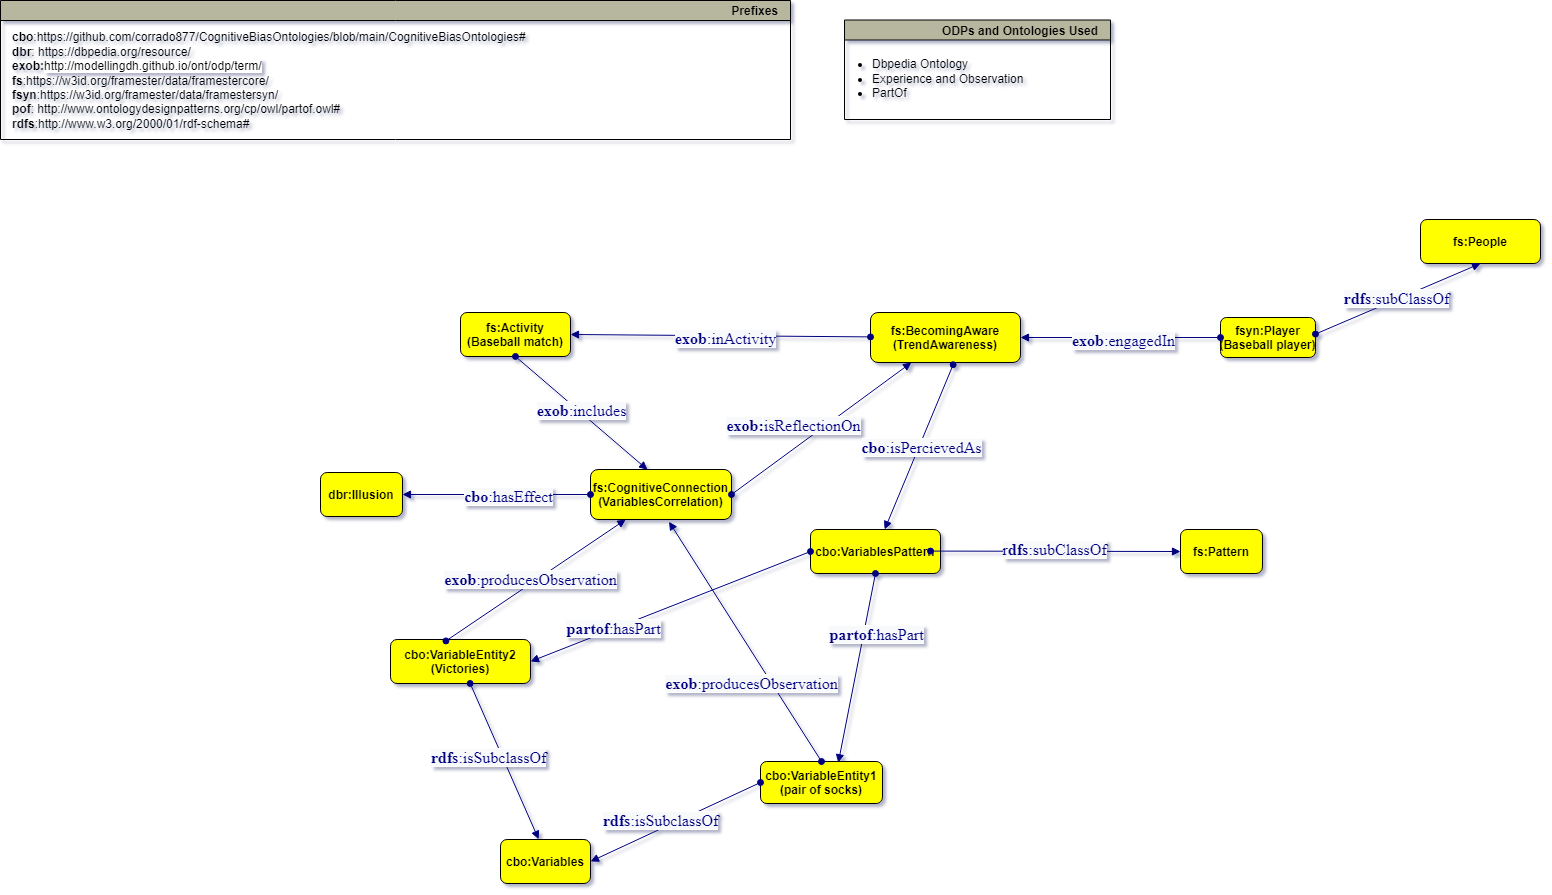 Prefixes
cbo:https://github.com/corrado877/CognitiveBiasOntologies/blob/main/CognitiveBiasOntologies#
dbr: https://dbpedia.org/resource/
exob:http://modellingdh.github.io/ont/odp/term/
fs:https://w3id.org/framester/data/framestercore/
fsyn:https://w3id.org/framester/data/framestersyn/
pof: http://www.ontologydesignpatterns.org/cp/owl/partof.owl#
rdfs:http://www.w3.org/2000/01/rdf-schema#
ODPs and Ontologies Used
Dbpedia Ontology
Experience and Observation
PartOf
fs:People
rdfs:subClassOf
fs:Activity
(Baseball match)
exob:inActivity
fs:BecomingAware
(TrendAwareness)
exob:engagedIn
fsyn:Player
(Baseball player)
exob:includes
exob:isReflectionOn
cbo:isPercievedAs
dbr:Illusion
cbo:hasEffect
fs:CognitiveConnection
(VariablesCorrelation)
cbo:VariablesPattern
rdfs:subClassOf
fs:Pattern
exob:producesObservation
partof:hasPart
partof:hasPart
cbo:VariableEntity2
(Victories)
exob:producesObservation
rdfs:isSubclassOf
cbo:VariableEntity1
(pair of socks)
rdfs:isSubclassOf
cbo:Variables